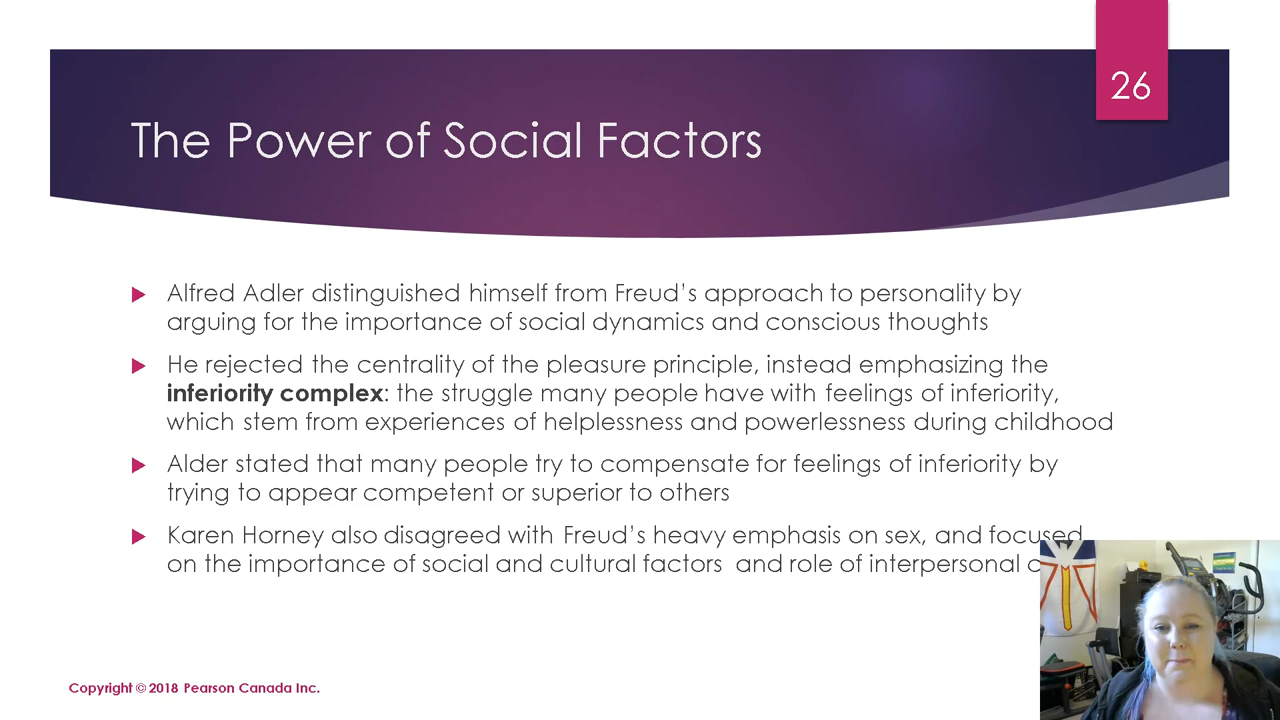 26
The Power of Social Factors
Alfred Adler distinguished himself from Freud's approach to personality by
arguing for the importance of social dynamics and conscious thoughts
He rejected the centrality of the pleasure principle, instead emphasizing the
inferiority complex: the struggle many people have with feelings of inferiority,
which stem from experiences of helplessness and powerlessness during childhood
Alder stated that many people try to compensate for feelings of inferiority by
trying to appear competent or superior to others
Karen Horney also disagreed with Freud's heavy emphasis on sex, and focused
on the importance of social and cultural factors and role of interpersonal
Copyright © 2018 Pearson Canada Inc.